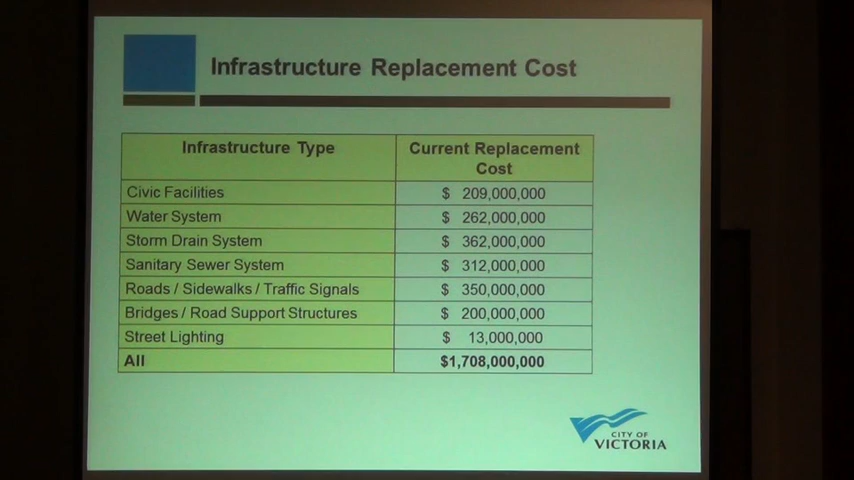 Infrastructure Replacement Cost
Infrastructure Type
Current Replacement
Cost
Civic Facilities $ 209,000,000
Water System $ 262,000,000
Storm Drain System $ 362,000,000
Sanitary Sewer System $ 312,000,000
Roads / Sidewalks / Traffic Signals $ 350,000,000
Bridges / Road Support Structures $ 200,000,000
Street Lighting $ 13,000,000
All $1,708,000,000
CITY OF
VICTORIA